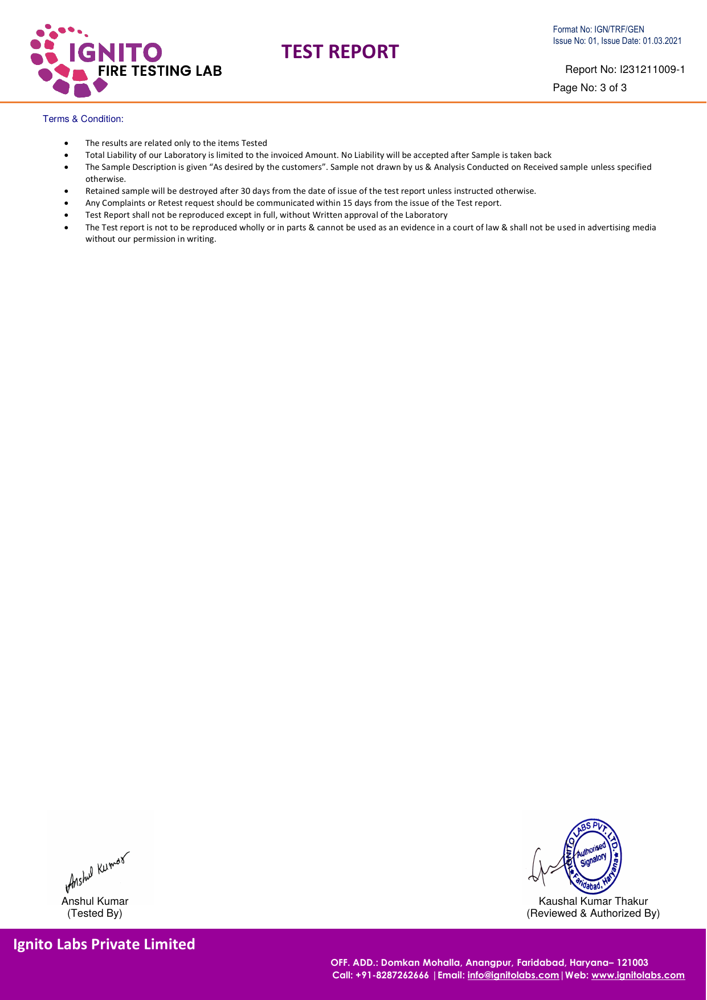 IGNITO
FIRE TESTING LAB
TEST REPORT
Format No: IGN/TRF/GEN
Issue No: 01, Issue Date: 01.03.2021
Report No: I231211009-1
Page No: 3 of 3
Terms & Condition:
• The results are related only to the items Tested
• Total Liability of our Laboratory is limited to the invoiced Amount. No Liability will be accepted after Sample is taken back
• The Sample Description is given “As desired by the customers”. Sample not drawn by us & Analysis Conducted on Received sample unless specified
otherwise.
• Retained sample will be destroyed after 30 days from the date of issue of the test report unless instructed otherwise.
• Any Complaints or Retest request should be communicated within 15 days from the issue of the Test report.
• Test Report shall not be reproduced except in full, without Written approval of the Laboratory
• The Test report is not to be reproduced wholly or in parts & cannot be used as an evidence in a court of law & shall not be used in advertising media
without our permission in writing.
Anshul Kumar
Anshul Kumar
(Tested By)
IGNITO LABS PVT. LTD.
Authorised
Signatory
★ Faridabad, Haryana ★
Kaushal Kumar Thakur
(Reviewed & Authorized By)
Ignito Labs Private Limited
OFF. ADD.: Domkan Mohalla, Anangpur, Faridabad, Haryana– 121003
Call: +91-8287262666 |Email: info@ignitolabs.com|Web: www.ignitolabs.com